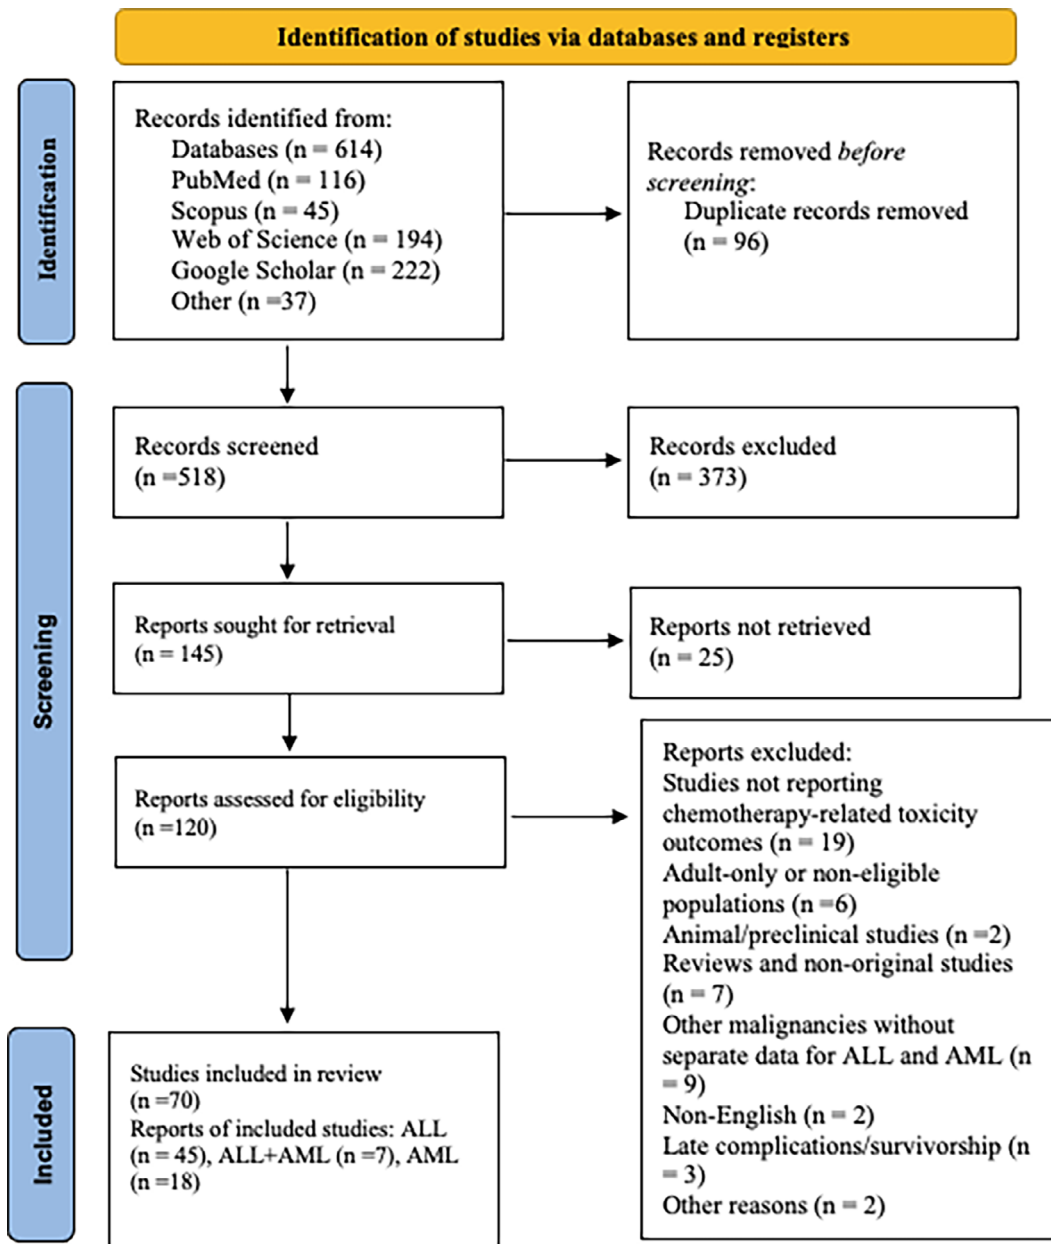 Identification of studies via databases and registers
Identification
Records identified from:
Databases (n = 614)
PubMed (n = 116)
Scopus (n = 45)
Web of Science (n = 194)
Google Scholar (n = 222)
Other (n =37)
Records removed before
screening:
Duplicate records removed
(n = 96)
Screening
Records screened
(n =518)
Records excluded
(n = 373)
Reports sought for retrieval
(n = 145)
Reports not retrieved
(n = 25)
Reports assessed for eligibility
(n =120)
Reports excluded:
Studies not reporting
chemotherapy-related toxicity
outcomes (n = 19)
Adult-only or non-eligible
populations (n =6)
Animal/preclinical studies (n =2)
Reviews and non-original studies
(n = 7)
Other malignancies without
separate data for ALL and AML (n
= 9)
Non-English (n = 2)
Late complications/survivorship (n
= 3)
Other reasons (n = 2)
Included
Studies included in review
(n =70)
Reports of included studies: ALL
(n = 45), ALL+AML (n =7), AML
(n =18)